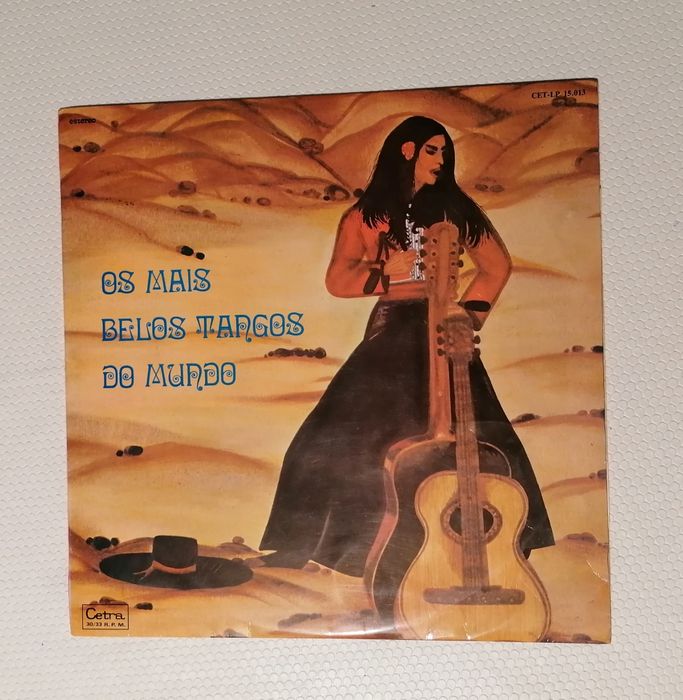 estereo
CET-LP 15.013
OS MAIS
BELOS TANGOS
DO MUNDO
Cetra
30/33 R.P.M.